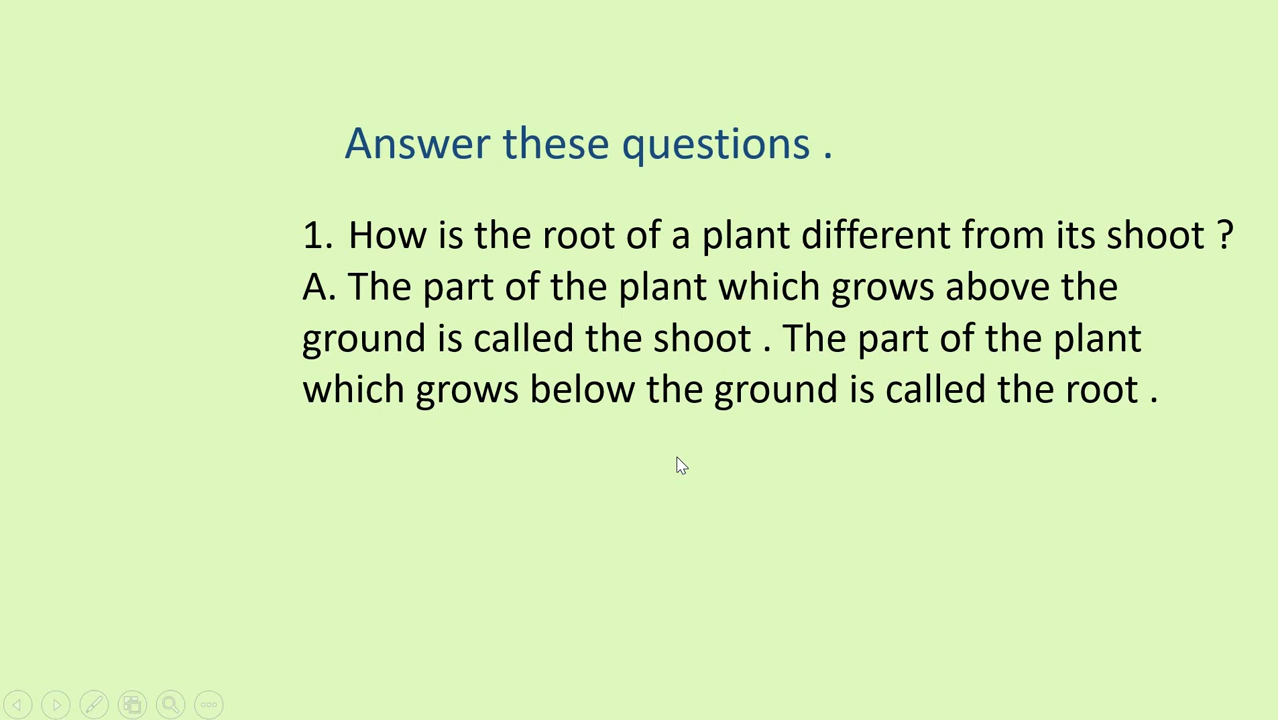 Answer these questions .
1. How is the root of a plant different from its shoot ?
A. The part of the plant which grows above the
ground is called the shoot . The part of the plant
which grows below the ground is called the root .